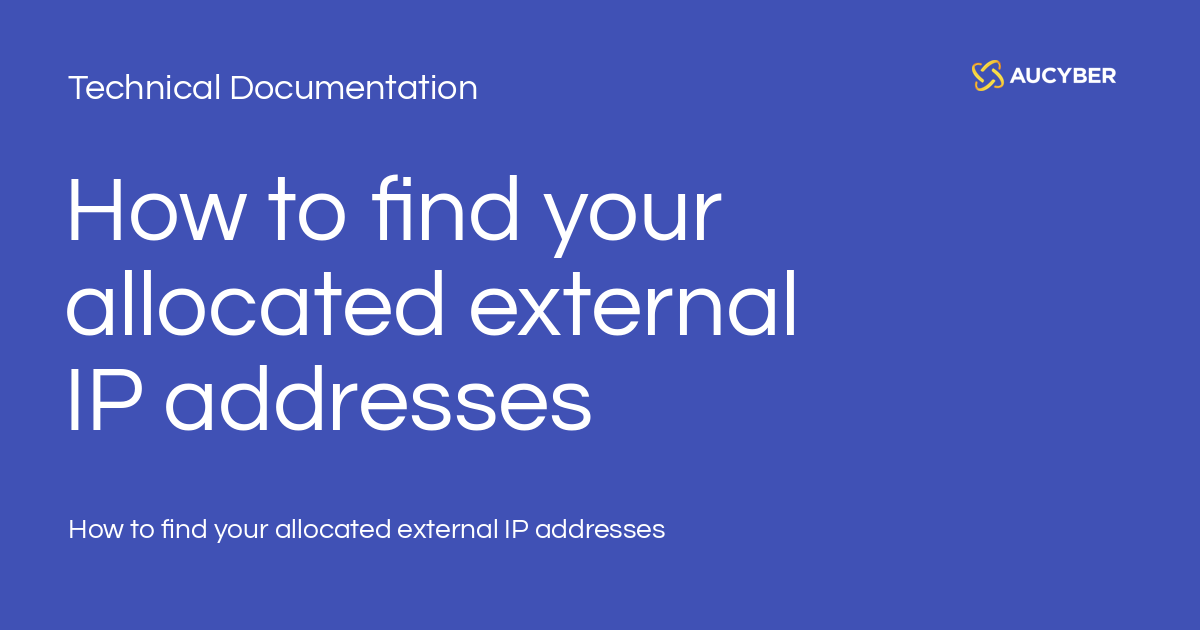 Technical Documentation
AUCYBER
How to find your
allocated external
IP addresses
How to find your allocated external IP addresses